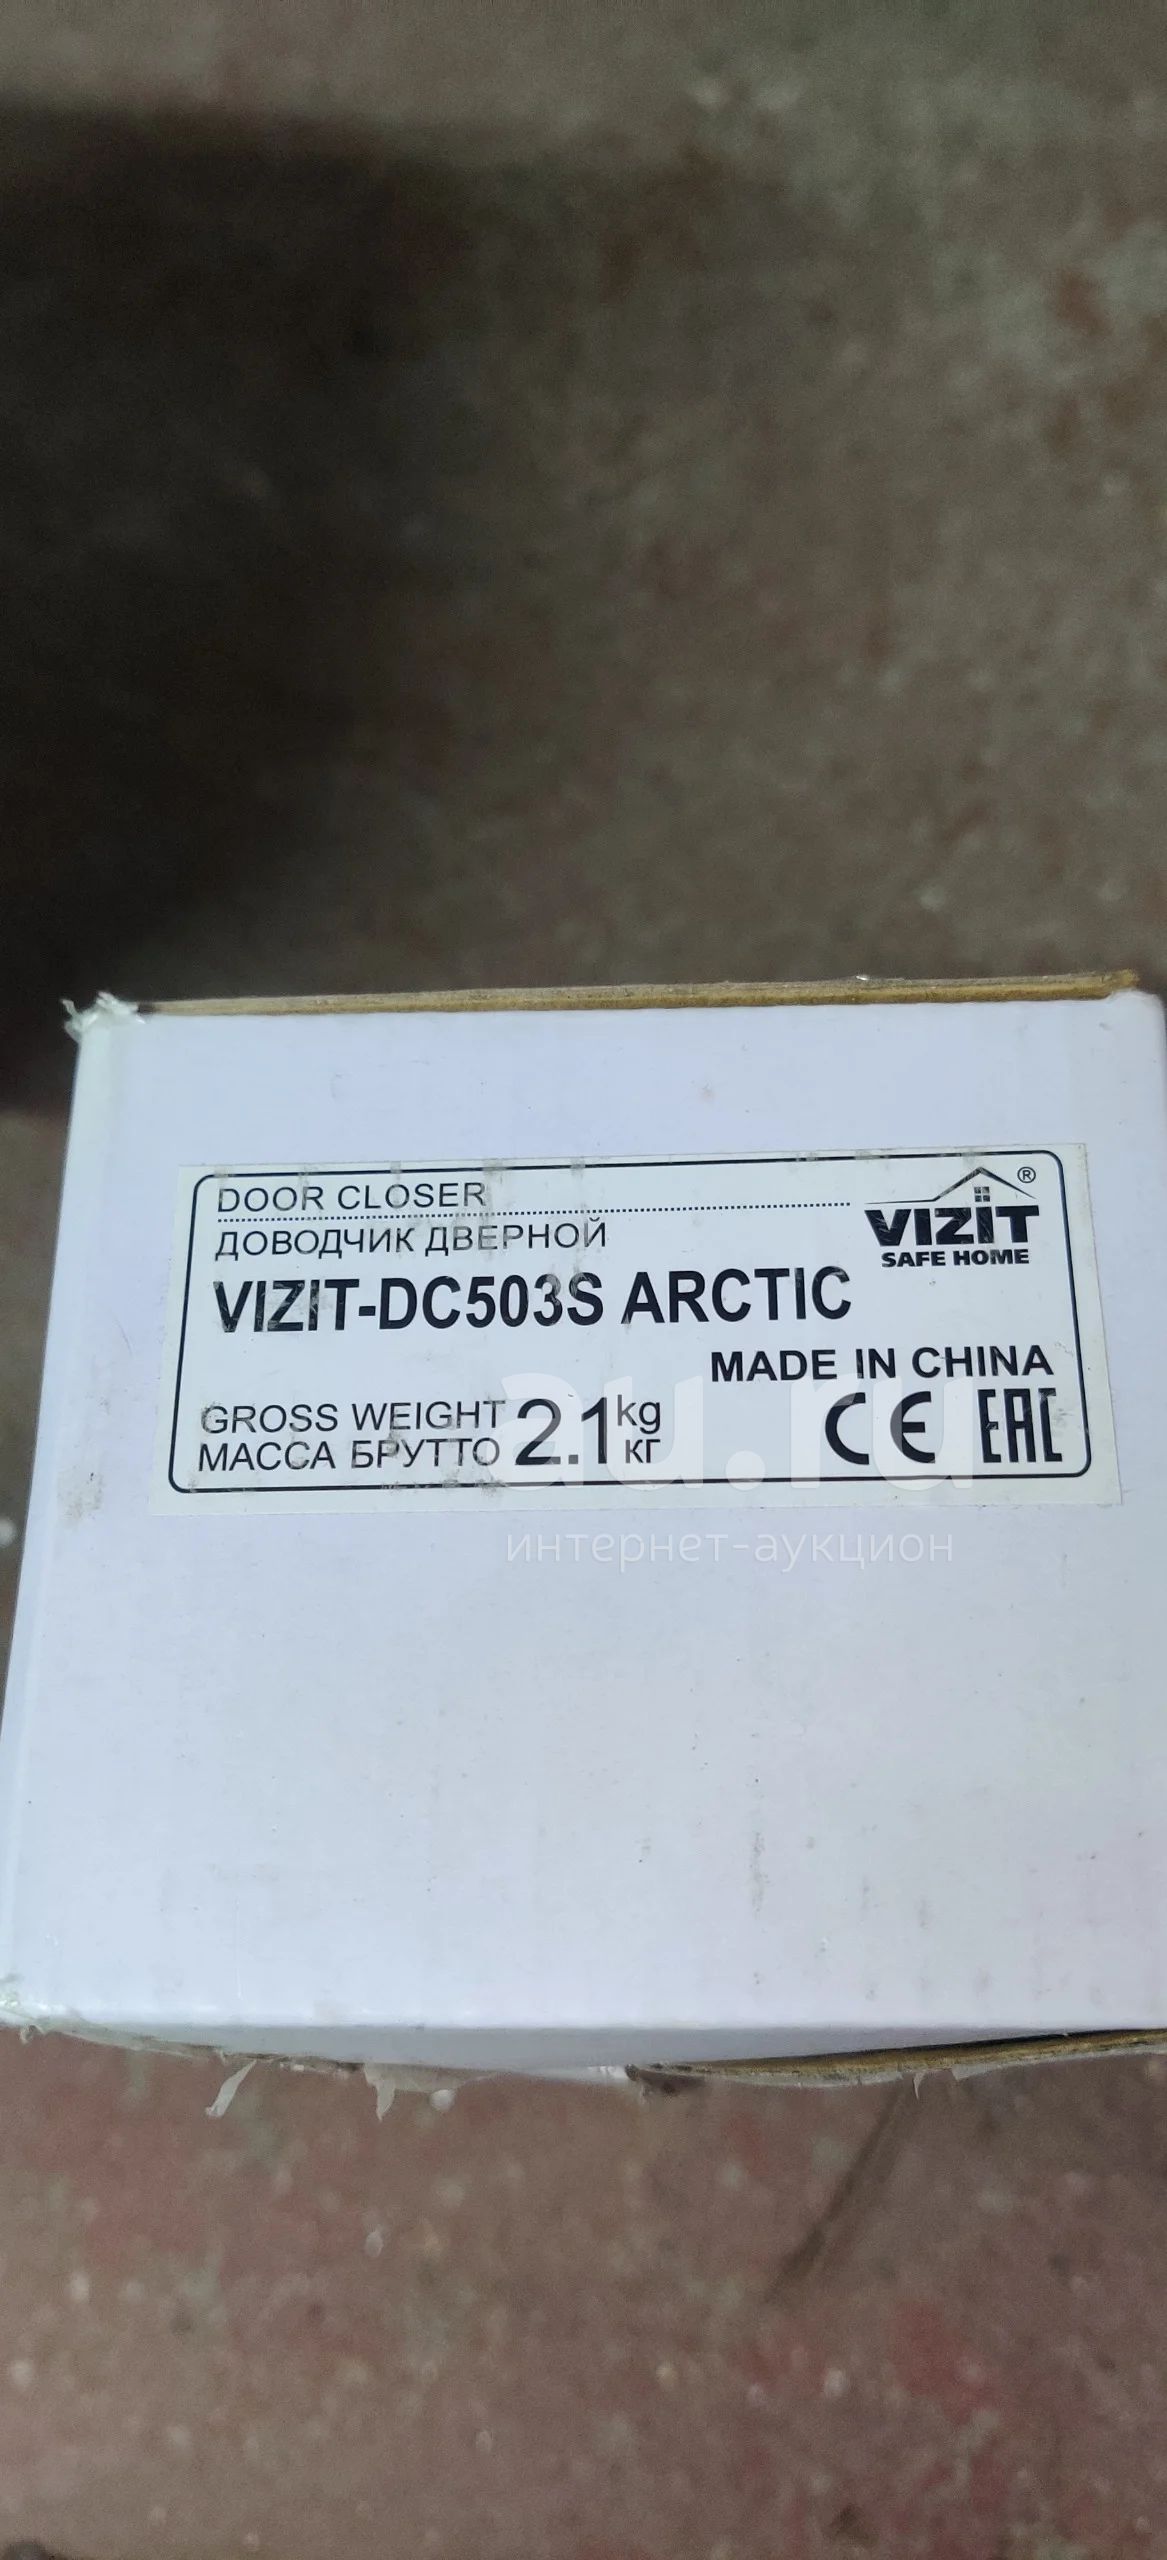 DOOR CLOSER
ДОВОДЧИК ДВЕРНОЙ
VIZIT®
SAFE HOME
VIZIT-DC503S ARCTIC
MADE IN CHINA
GROSS WEIGHT 2.1 kg
МАССА БРУТТО кг
CE EAC
au.ru
интернет-аукцион